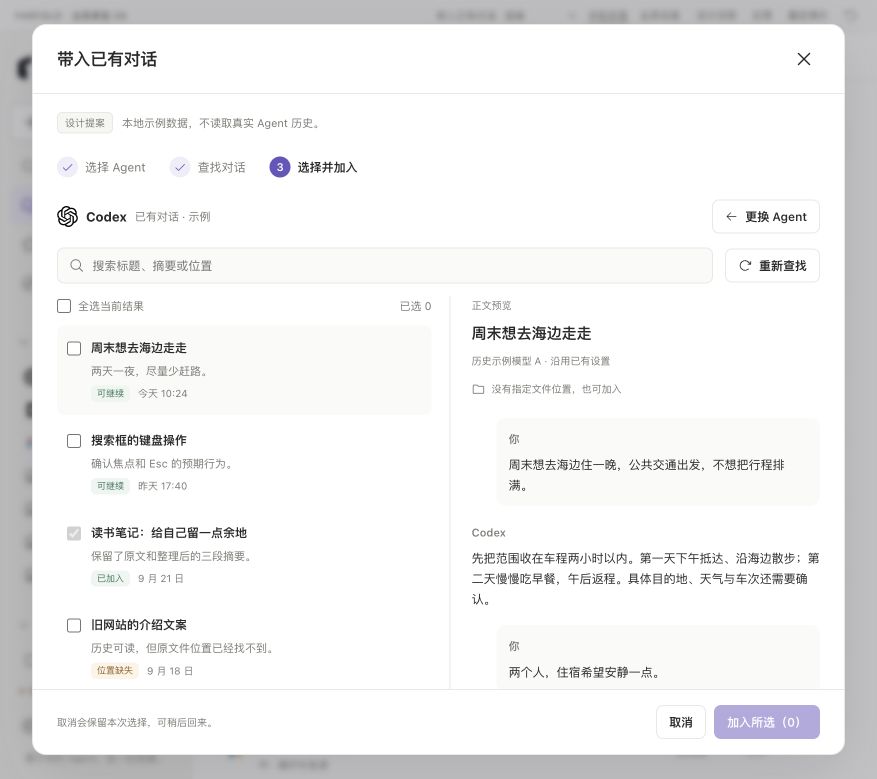 带入已有对话
设计提案 本地示例数据，不读取真实 Agent 历史。
选择 Agent 查找对话 3 选择并加入
Codex 已有对话 · 示例
更换 Agent
搜索标题、摘要或位置
重新查找
全选当前结果 已选 0
周末想去海边走走
两天一夜，尽量少赶路。
可继续 今天 10:24
搜索框的键盘操作
确认焦点和 Esc 的预期行为。
可继续 昨天 17:40
读书笔记：给自己留一点余地
保留了原文和整理后的三段摘要。
已加入 9 月 21 日
旧网站的介绍文案
历史可读，但原文件位置已经找不到。
位置缺失 9 月 18 日
正文预览
周末想去海边走走
历史示例模型 A · 沿用已有设置
没有指定文件位置，也可加入
你
周末想去海边住一晚，公共交通出发，不想把行程排
满。
Codex
先把范围收在车程两小时以内。第一天下午抵达、沿海边散步；第
二天慢慢吃早餐，午后返程。具体目的地、天气与车次还需要确
认。
你
两个人，住宿希望安静一点。
取消会保留本次选择，可稍后回来。
取消
加入所选（0）